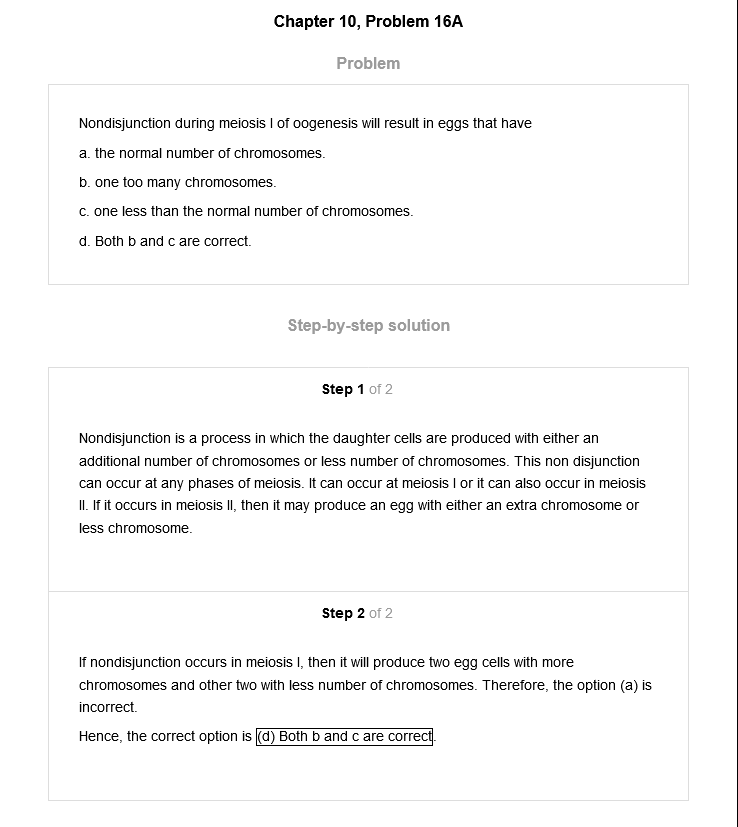 Chapter 10, Problem 16A
Problem
Nondisjunction during meiosis I of oogenesis will result in eggs that have
a. the normal number of chromosomes.
b. one too many chromosomes.
c. one less than the normal number of chromosomes.
d. Both b and c are correct.
Step-by-step solution
Step 1 of 2
Nondisjunction is a process in which the daughter cells are produced with either an
additional number of chromosomes or less number of chromosomes. This non disjunction
can occur at any phases of meiosis. It can occur at meiosis I or it can also occur in meiosis
II. If it occurs in meiosis II, then it may produce an egg with either an extra chromosome or
less chromosome.
Step 2 of 2
If nondisjunction occurs in meiosis I, then it will produce two egg cells with more
chromosomes and other two with less number of chromosomes. Therefore, the option (a) is
incorrect.
Hence, the correct option is (d) Both b and c are correct.